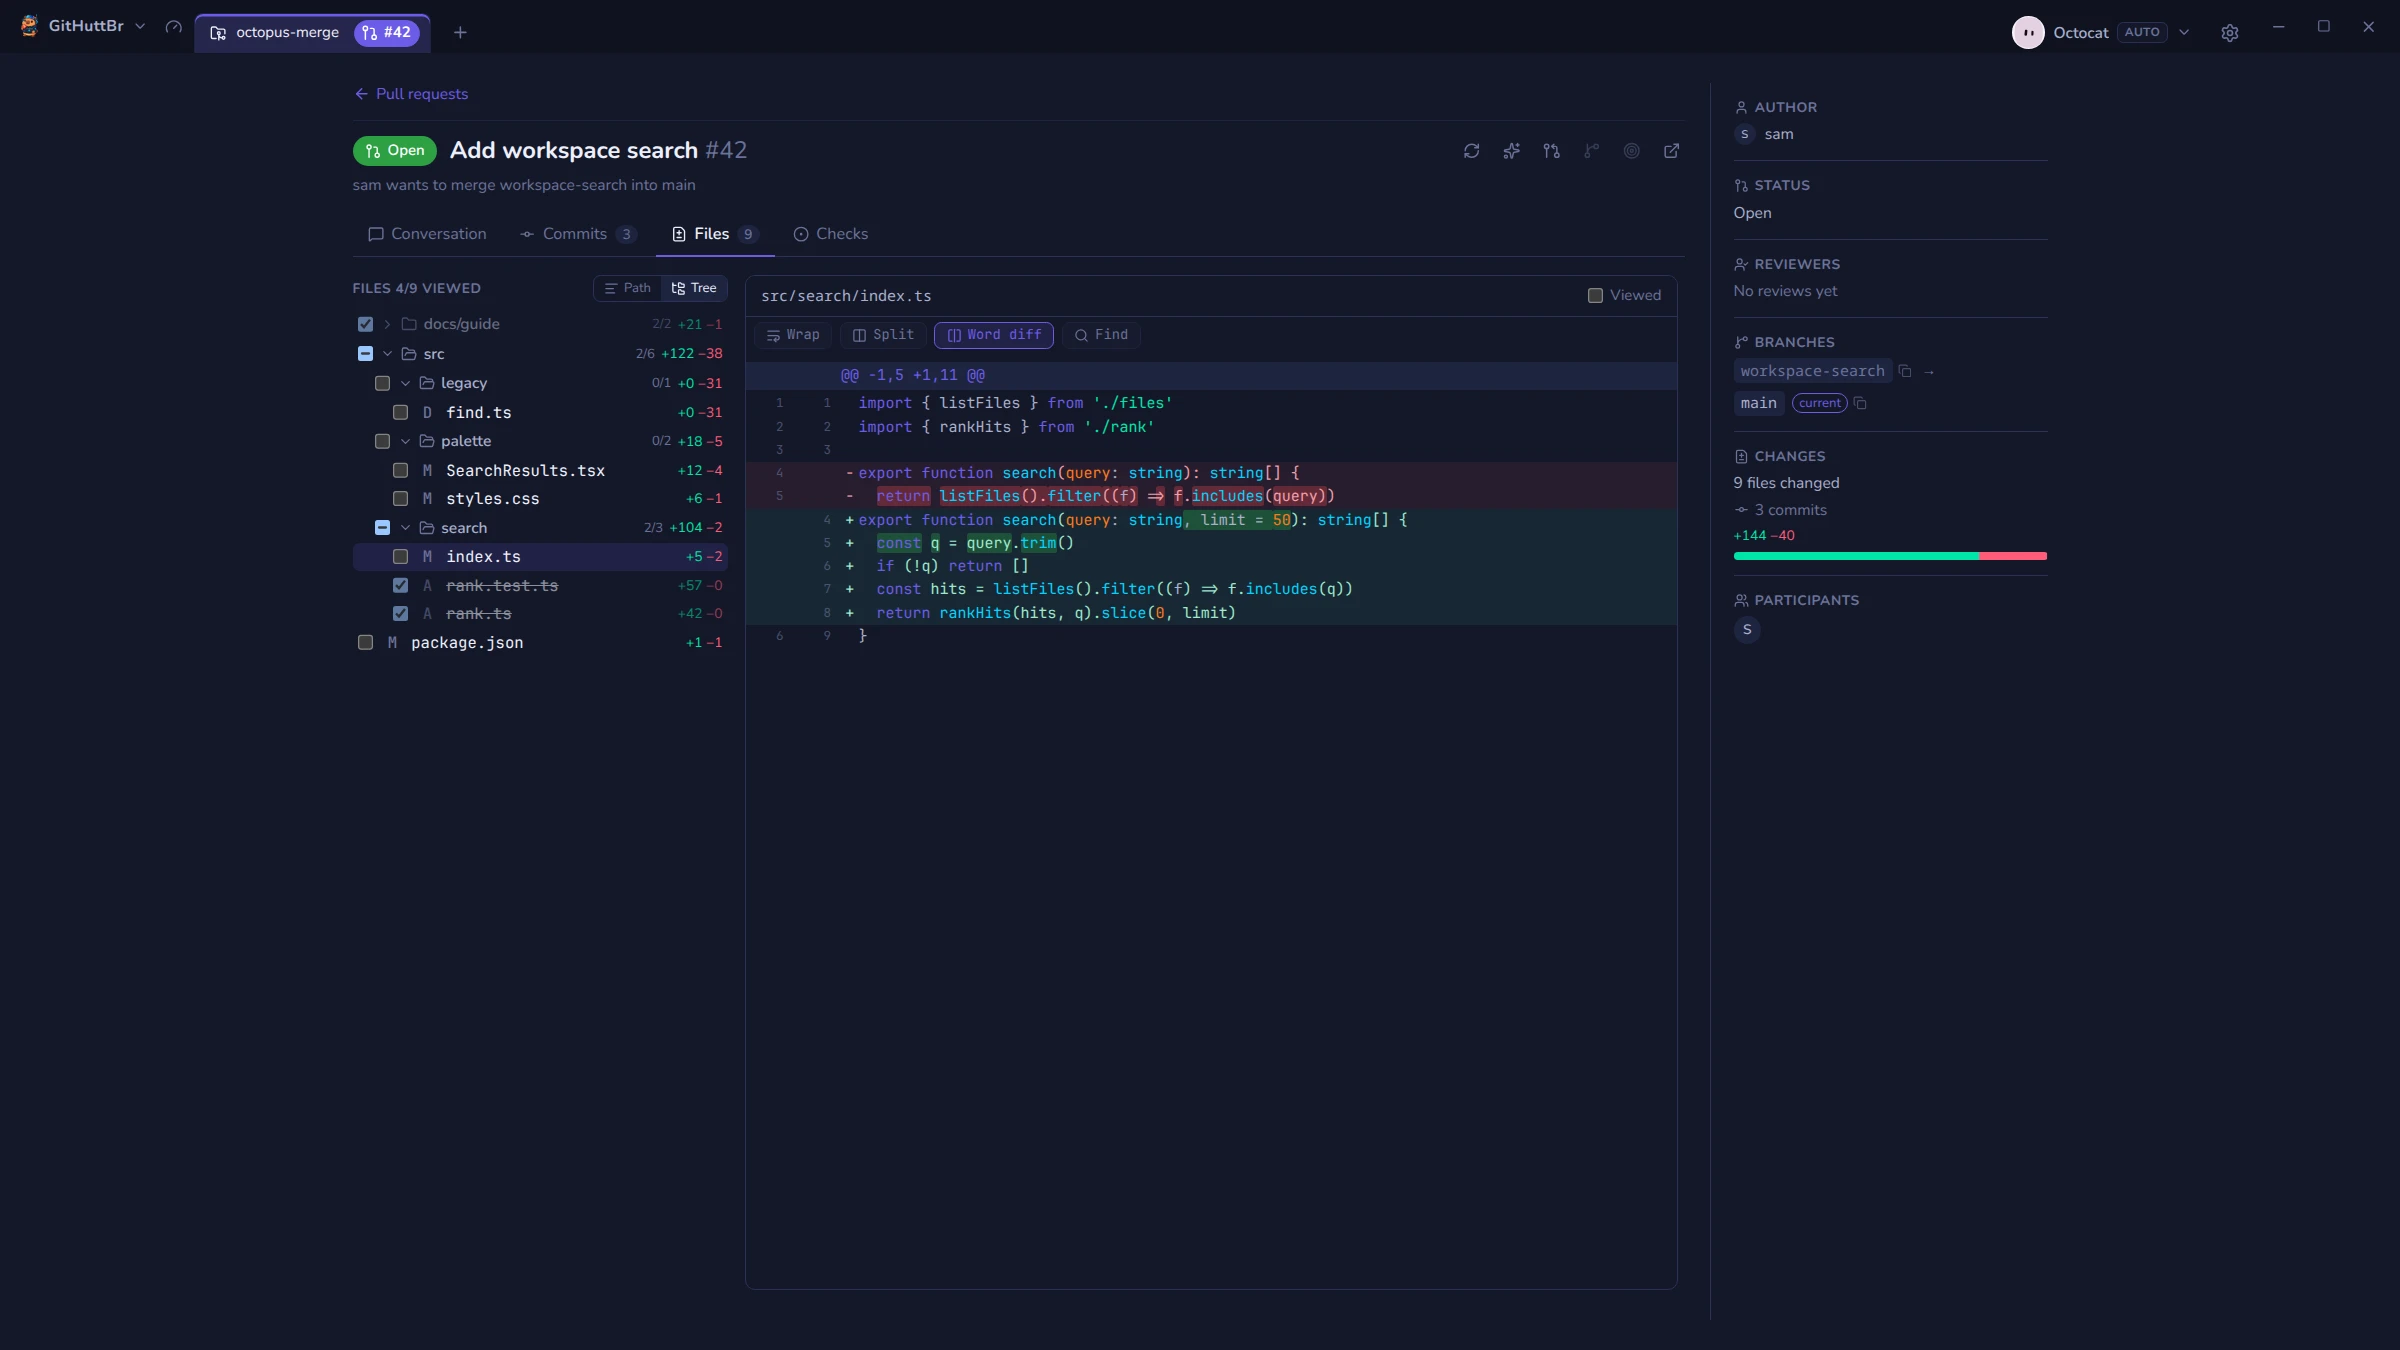 GitHuttBr
octopus-merge #42
Octocat AUTO
Pull requests
Open Add workspace search #42
sam wants to merge workspace-search into main
Conversation Commits 3 Files 9 Checks
FILES 4/9 VIEWED Path Tree
docs/guide 2/2 +21 −1
src 2/6 +122 −38
legacy 0/1 +0 −31
D find.ts +0 −31
palette 0/2 +18 −5
M SearchResults.tsx +12 −4
M styles.css +6 −1
search 2/3 +104 −2
M index.ts +5 −2
A rank.test.ts +57 −0
A rank.ts +42 −0
M package.json +1 −1
src/search/index.ts Viewed
Wrap Split Word diff Find
@@ -1,5 +1,11 @@
1 1 import { listFiles } from './files'
2 2 import { rankHits } from './rank'
3 3
4 - export function search(query: string): string[] {
5 - return listFiles().filter((f) => f.includes(query))
4 + export function search(query: string, limit = 50): string[] {
5 + const q = query.trim()
6 + if (!q) return []
7 + const hits = listFiles().filter((f) => f.includes(q))
8 + return rankHits(hits, q).slice(0, limit)
6 9 }
AUTHOR
S sam
STATUS
Open
REVIEWERS
No reviews yet
BRANCHES
workspace-search →
main current
CHANGES
9 files changed
3 commits
+144 −40
PARTICIPANTS
S